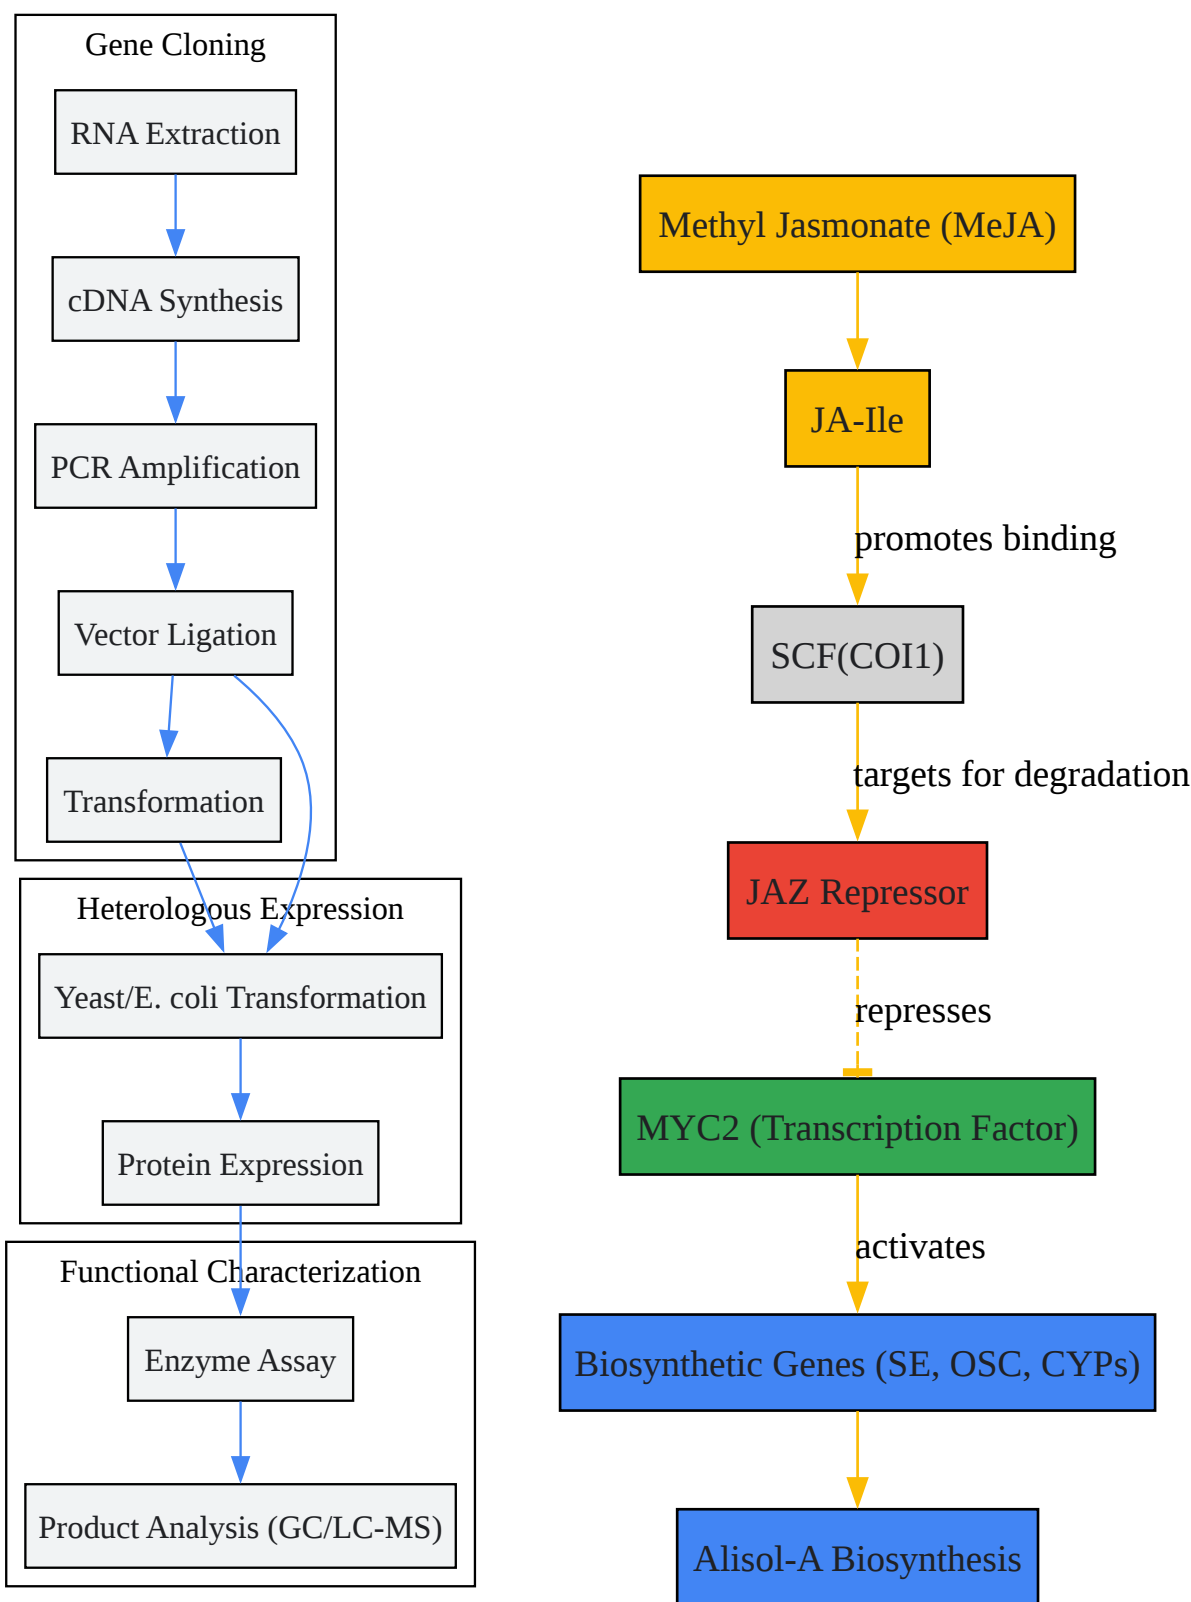 Gene Cloning
RNA Extraction
cDNA Synthesis
PCR Amplification
Vector Ligation
Transformation
Heterologous Expression
Yeast/E. coli Transformation
Protein Expression
Functional Characterization
Enzyme Assay
Product Analysis (GC/LC-MS)
Methyl Jasmonate (MeJA)
JA-Ile
promotes binding
SCF(COI1)
targets for degradation
JAZ Repressor
represses
MYC2 (Transcription Factor)
activates
Biosynthetic Genes (SE, OSC, CYPs)
Alisol-A Biosynthesis